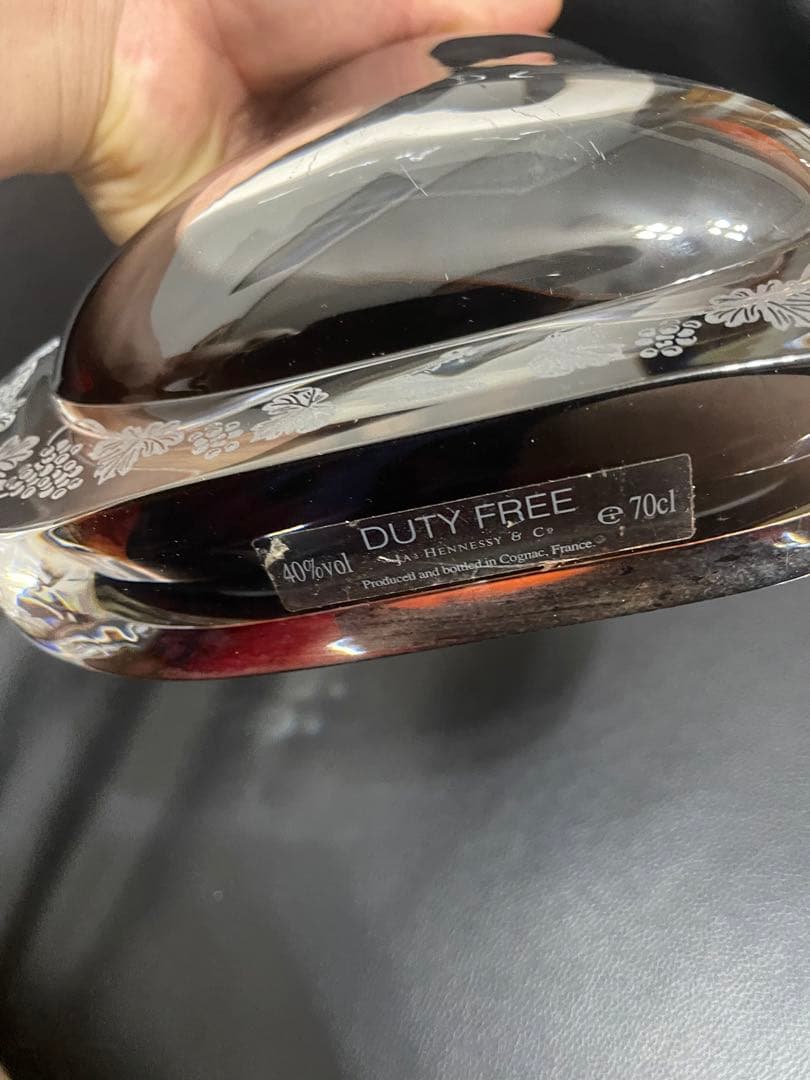 DUTY FREE
40%vol JAS HENNESSY & Co ℮ 70cl
Produced and bottled in Cognac, France.